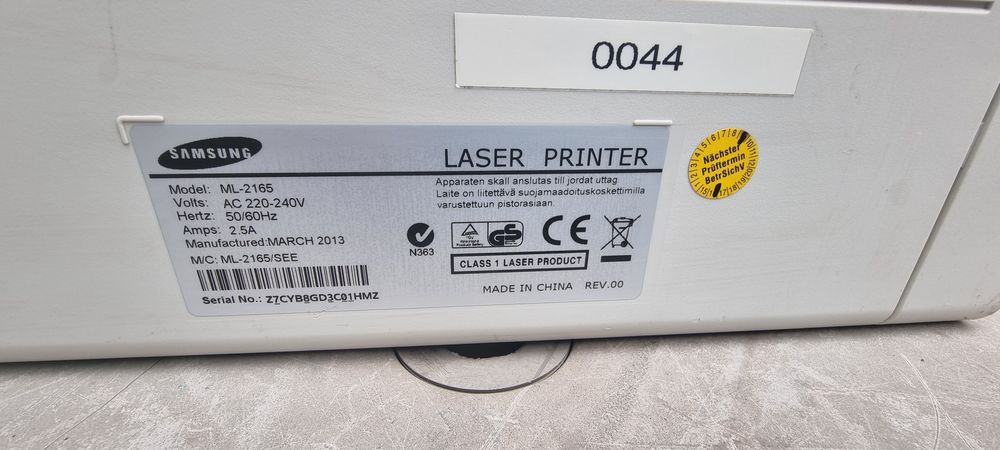 0044
SAMSUNG
LASER PRINTER
Model: ML-2165
Volts: AC 220-240V
Hertz: 50/60Hz
Amps: 2.5A
Manufactured:MARCH 2013
M/C: ML-2165/SEE
Serial No.: Z7CYB8GD3C01HMZ
Apparaten skall anslutas till jordat uttag.
Laite on liitettävä suojamaadoituskoskettimilla
varustettuun pistorasiaan.
N363
GS
CE
CLASS 1 LASER PRODUCT
MADE IN CHINA REV.00
Nächster
Prüftermin
BetrSichV